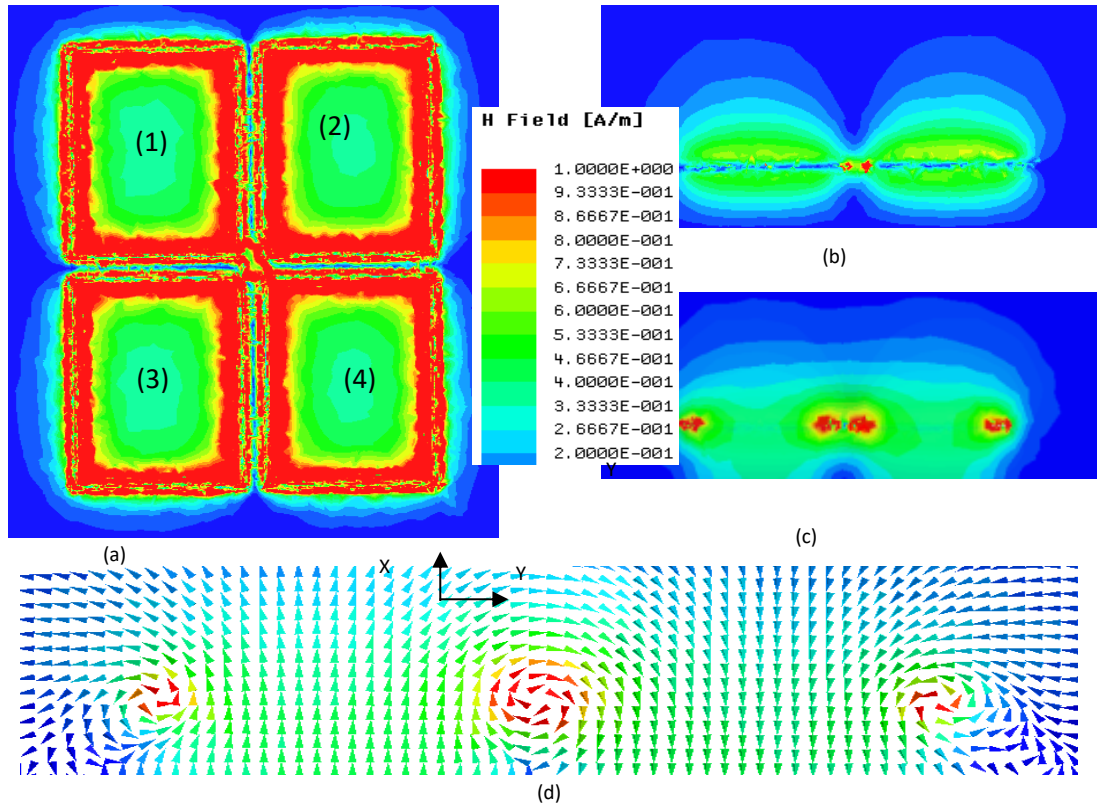 (1)
(2)
(3)
(4)
H Field [A/m]
1.0000E+000
9.3333E-001
8.6667E-001
8.0000E-001
7.3333E-001
6.6667E-001
6.0000E-001
5.3333E-001
4.6667E-001
4.0000E-001
3.3333E-001
2.6667E-001
2.0000E-001
Y
(b)
(c)
(a)
X
Y
(d)